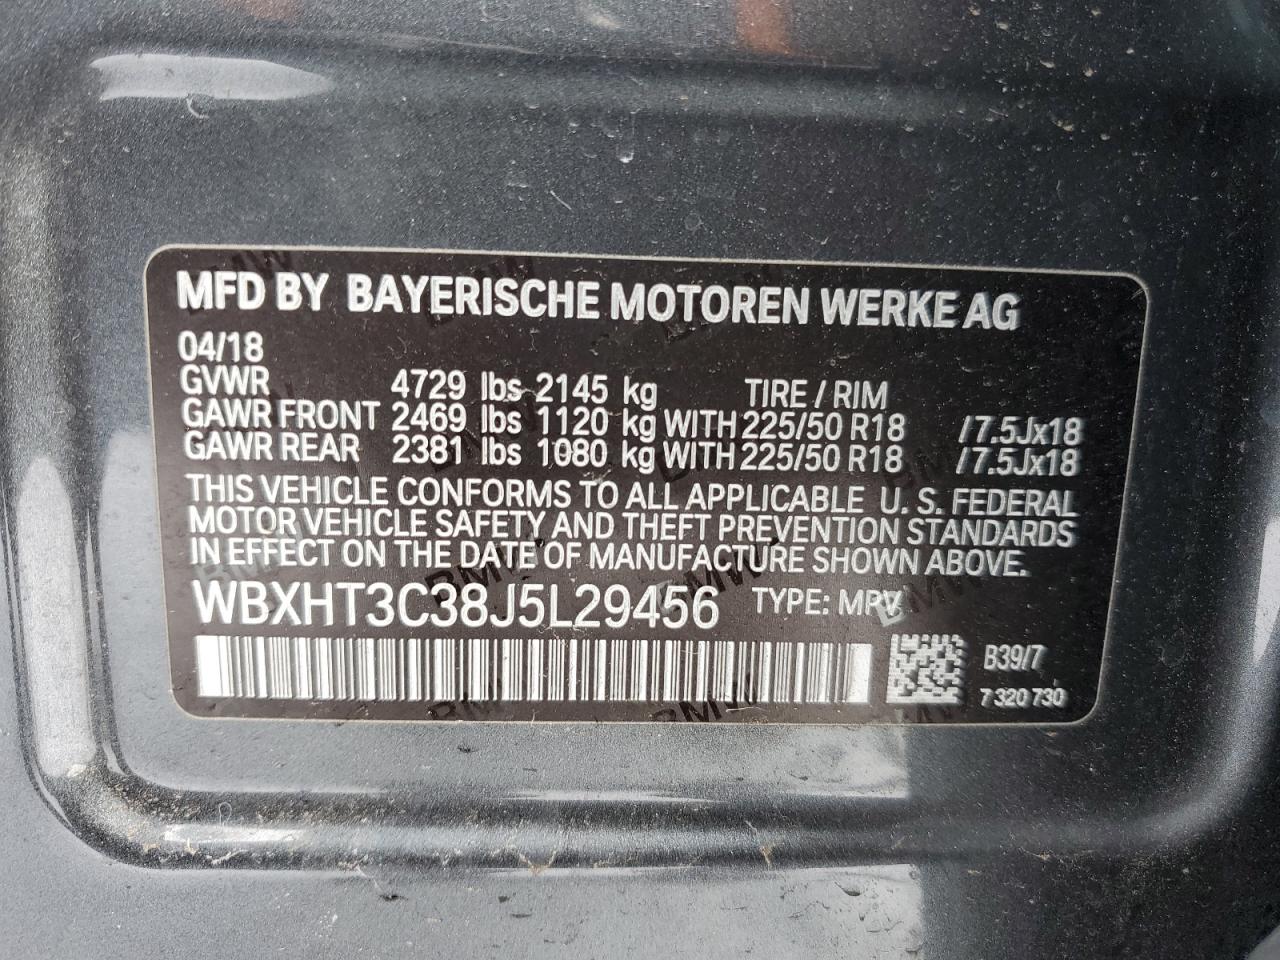 MFD BY BAYERISCHE MOTOREN WERKE AG
04/18
GVWR 4729 lbs 2145 kg TIRE / RIM
GAWR FRONT 2469 lbs 1120 kg WITH 225/50 R18 /7.5Jx18
GAWR REAR 2381 lbs 1080 kg WITH 225/50 R18 /7.5Jx18
THIS VEHICLE CONFORMS TO ALL APPLICABLE U. S. FEDERAL
MOTOR VEHICLE SAFETY AND THEFT PREVENTION STANDARDS
IN EFFECT ON THE DATE OF MANUFACTURE SHOWN ABOVE.
WBXHT3C38J5L29456 TYPE: MPV
B39/7
7 320 730